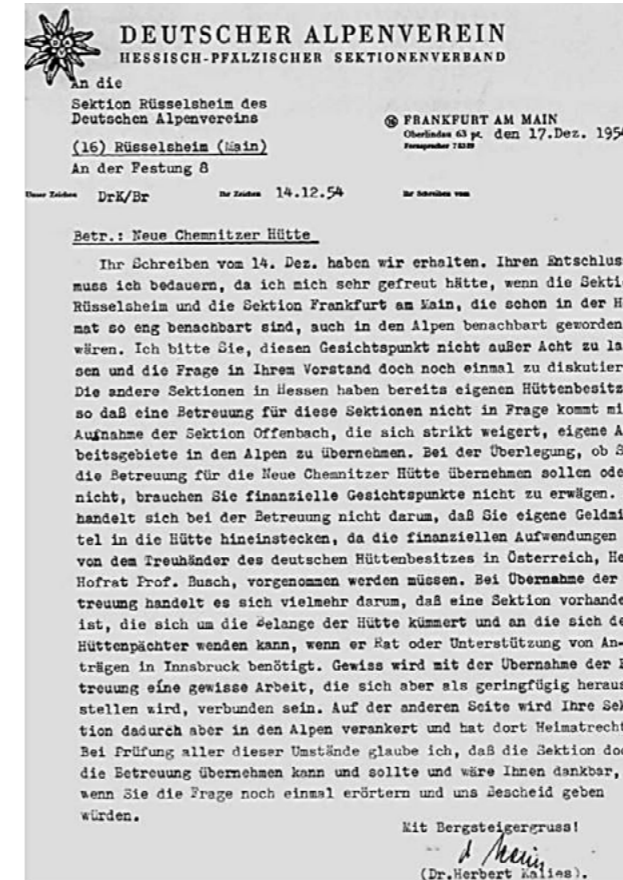 DEUTSCHER ALPENVEREIN
HESSISCH-PFÄLZISCHER SEKTIONENVERBAND
An die
Sektion Rüsselsheim des
Deutschen Alpenvereins
(16) Rüsselsheim (Main)
An der Festung 8
FRANKFURT AM MAIN
Oberlindau 63 pt. den 17.Dez. 1954
Fernsprecher
Unser Zeichen DrK/Br Ihr Zeichen 14.12.54 Ihr Schreiben vom
Betr.: Neue Chemnitzer Hütte
Ihr Schreiben vom 14. Dez. haben wir erhalten. Ihren Entschluss
muss ich bedauern, da ich mich sehr gefreut hätte, wenn die Sekti
Rüsselsheim und die Sektion Frankfurt am Main, die schon in der H
mat so eng benachbart sind, auch in den Alpen benachbart geworden
wären. Ich bitte Sie, diesen Gesichtspunkt nicht außer Acht zu la
sen und die Frage in Ihrem Vorstand doch noch einmal zu diskutier
Die andere Sektionen in Hessen haben bereits eigenen Hüttenbesitz
so daß eine Betreuung für diese Sektionen nicht in Frage kommt mi
Aufnahme der Sektion Offenbach, die sich strikt weigert, eigene A
beitsgebiete in den Alpen zu übernehmen. Bei der Überlegung, ob S
die Betreuung für die Neue Chemnitzer Hütte übernehmen sollen ode
nicht, brauchen Sie finanzielle Gesichtspunkte nicht zu erwägen.
handelt sich bei der Betreuung nicht darum, daß Sie eigene Geldmi
tel in die Hütte hineinstecken, da die finanziellen Aufwendungen
von dem Treuhänder des deutschen Hüttenbesitzes in Österreich, He
Hofrat Prof. Busch, vorgenommen werden müssen. Bei Übernahme der
treuung handelt es sich vielmehr darum, daß eine Sektion vorhande
ist, die sich um die Belange der Hütte kümmert und an die sich de
Hüttenpächter wenden kann, wenn er Rat oder Unterstützung von An-
trägen in Innsbruck benötigt. Gewiss wird mit der Übernahme der B
treuung eine gewisse Arbeit, die sich aber als geringfügig heraus
stellen wird, verbunden sein. Auf der anderen Seite wird Ihre Sek
tion dadurch aber in den Alpen verankert und hat dort Heimatrecht
Bei Prüfung aller dieser Umstände glaube ich, daß die Sektion doc
die Betreuung übernehmen kann und sollte und wäre Ihnen dankbar,
wenn Sie die Frage noch einmal erörtern und uns Bescheid geben
würden.
Mit Bergsteigergruss!
(Dr.Herbert Kalies).